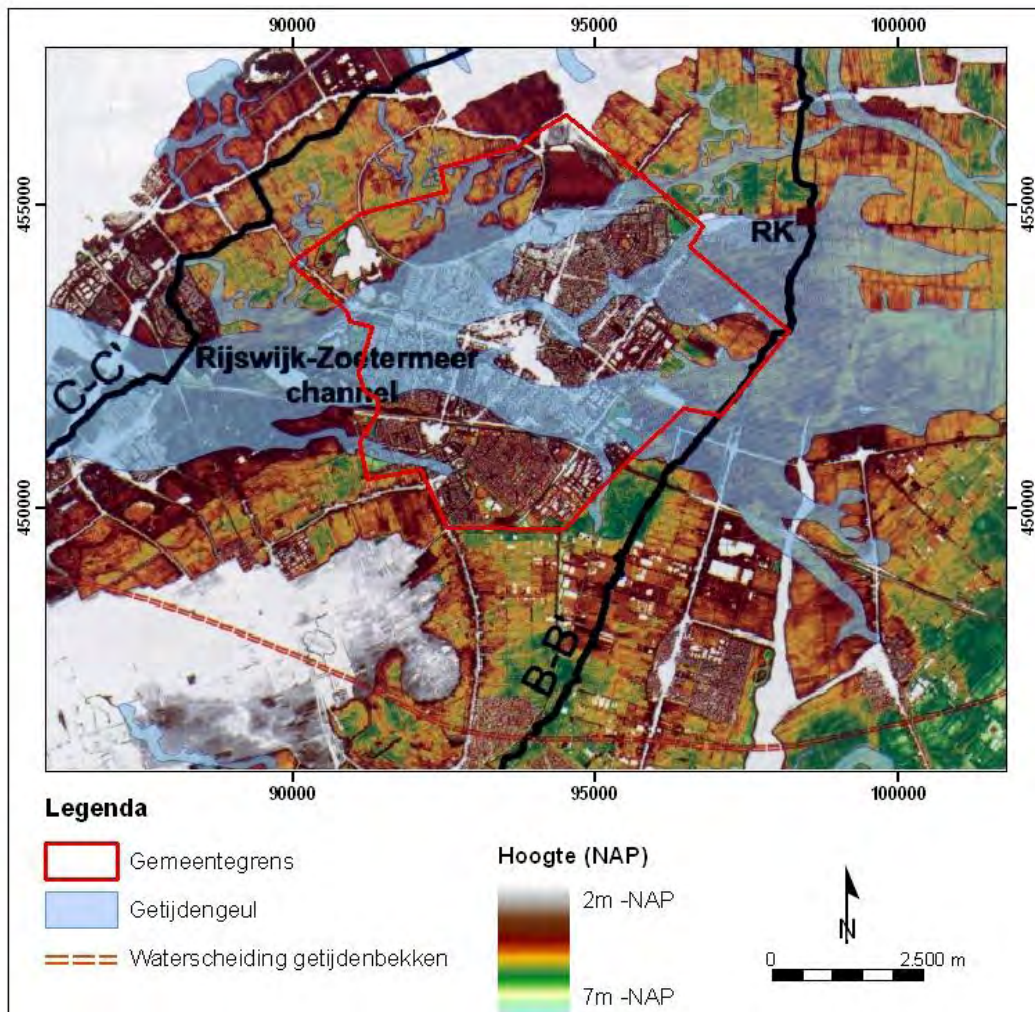 90000 95000 100000
455000 455000
RK
C-C'
Rijswijk-Zoetermeer
channel
450000 450000
B-B'
90000 95000 100000
Legenda
Gemeentegrens
Getijdengeul
Waterscheiding getijdenbekken
Hoogte (NAP)
2m -NAP
7m -NAP
N
0 2.500 m